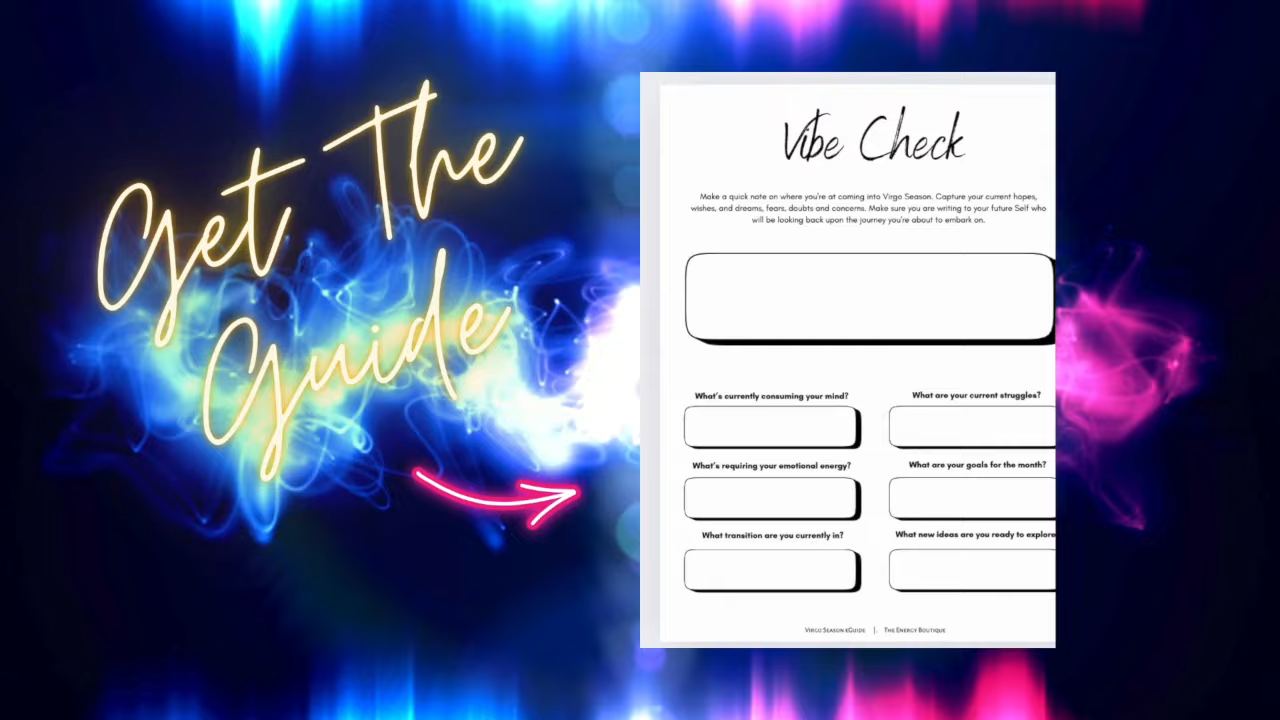 Get The
Guide
Vibe Check
Make a quick note on where you're at coming into Virgo Season. Capture your current hopes,
wishes, and dreams, fears, doubts and concerns. Make sure you are writing to your future Self who
will be looking back upon the journey you're about to embark on.
What's currently consuming your mind?
What are your current struggles?
What's requiring your emotional energy?
What are your goals for the month?
What transition are you currently in?
What new ideas are you ready to explore
Virgo Season eGuide | The Energy Boutique